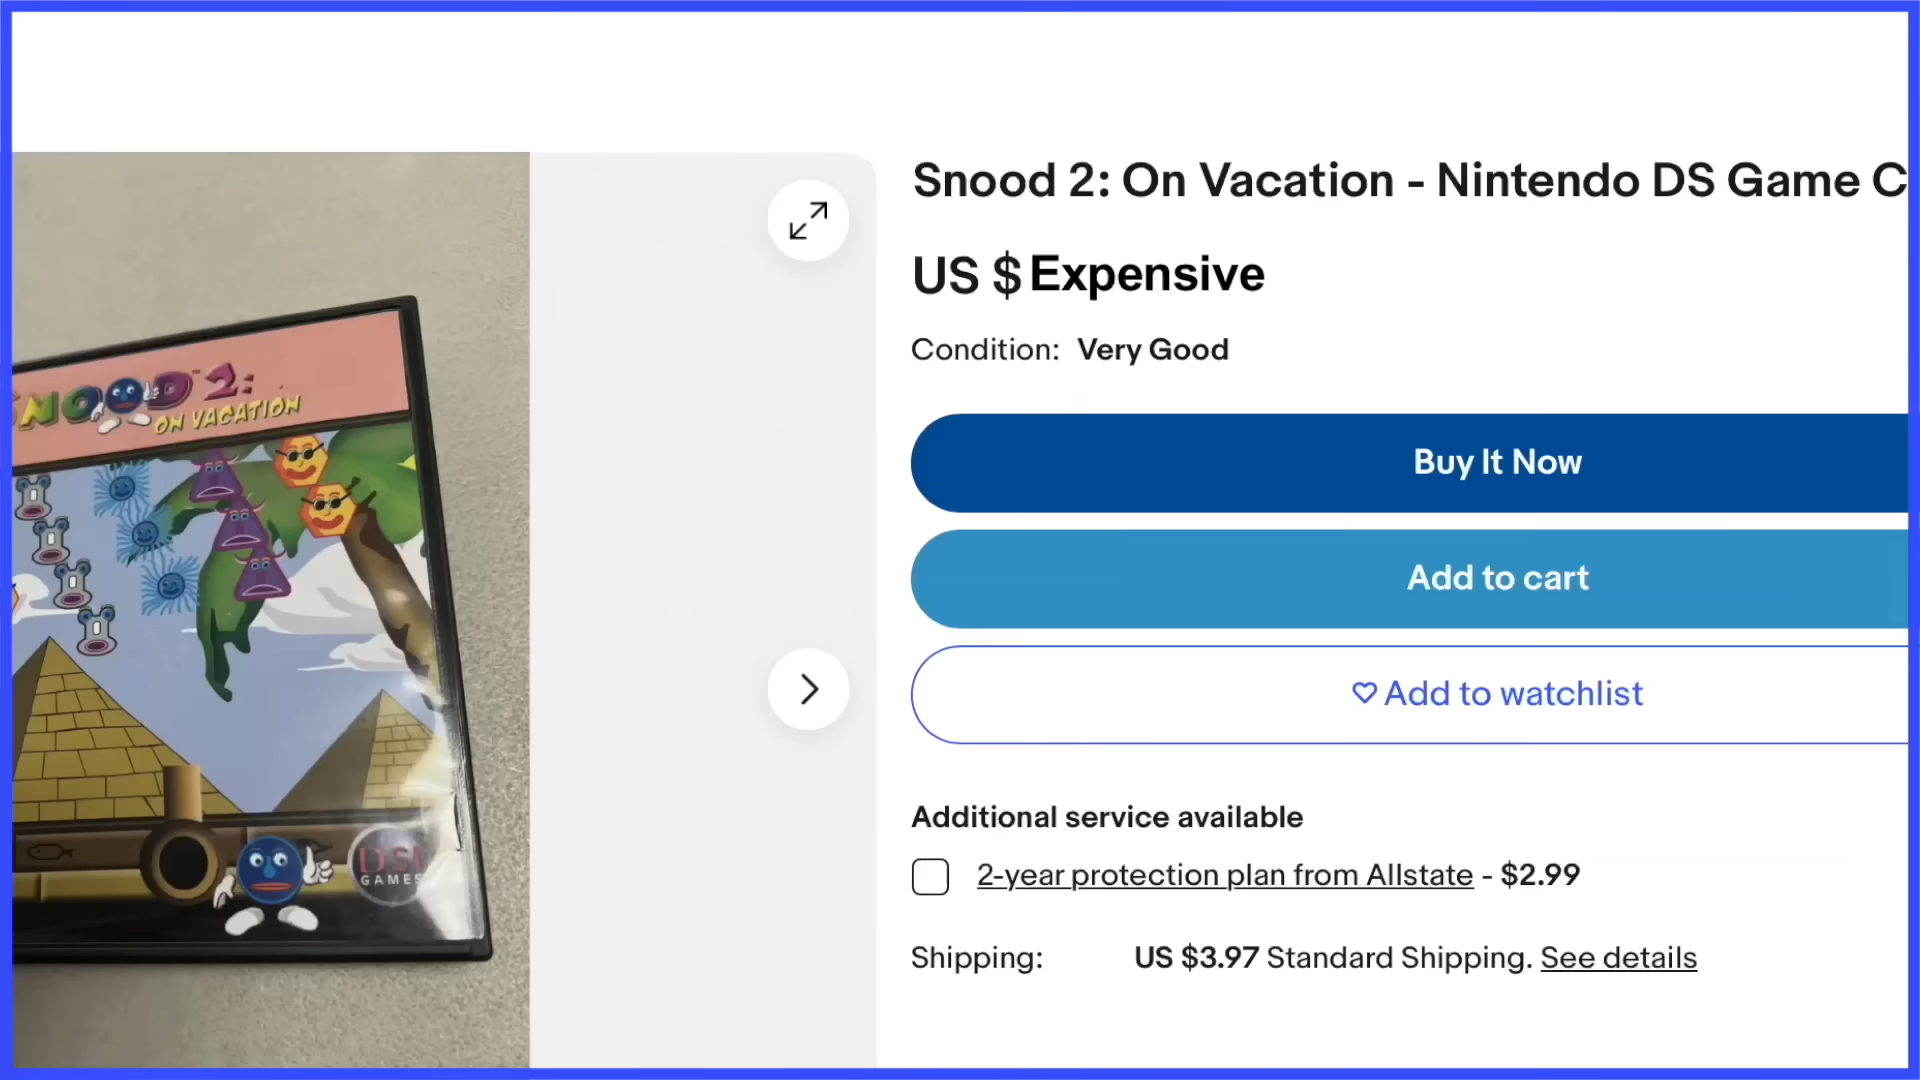 Snood 2: On Vacation - Nintendo DS Game C
US $Expensive
Condition: Very Good
Buy It Now
Add to cart
Add to watchlist
Additional service available
2-year protection plan from Allstate - $2.99
Shipping: US $3.97 Standard Shipping. See details
SNOOD™ 2:
ON VACATION
DSI
GAMES